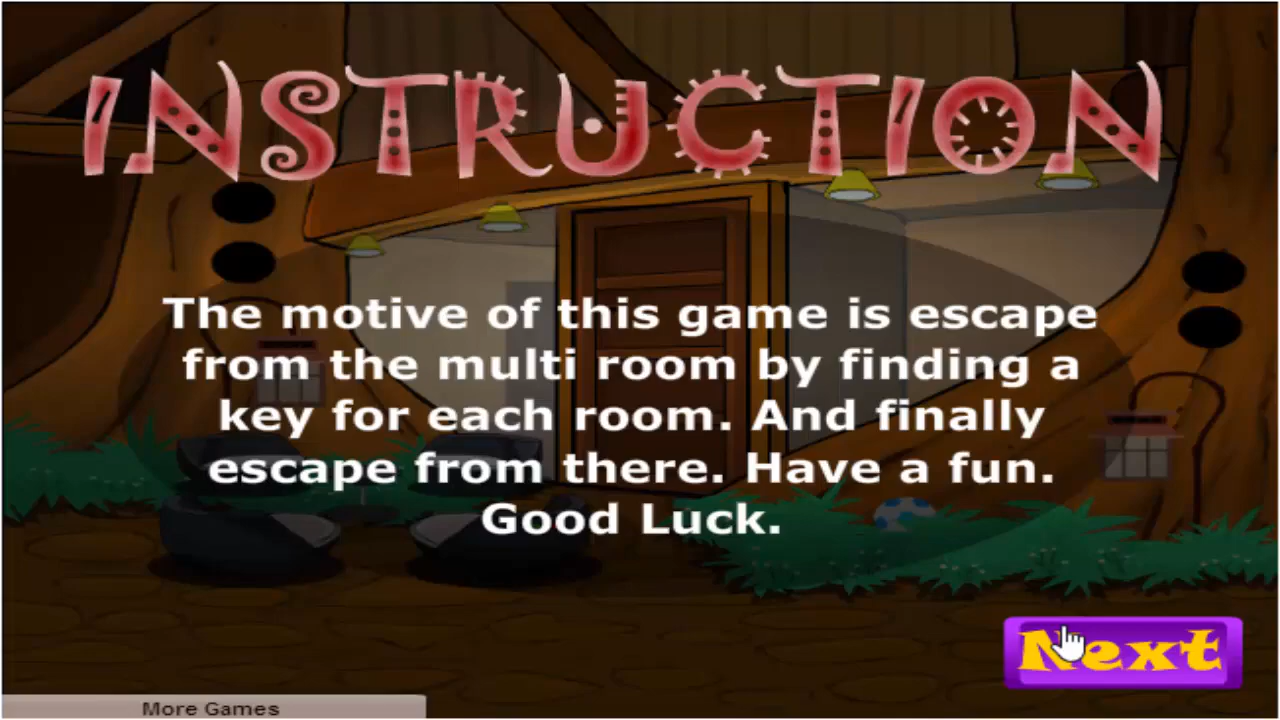 INSTRUCTION
The motive of this game is escape
from the multi room by finding a
key for each room. And finally
escape from there. Have a fun.
Good Luck.
Next
More Games